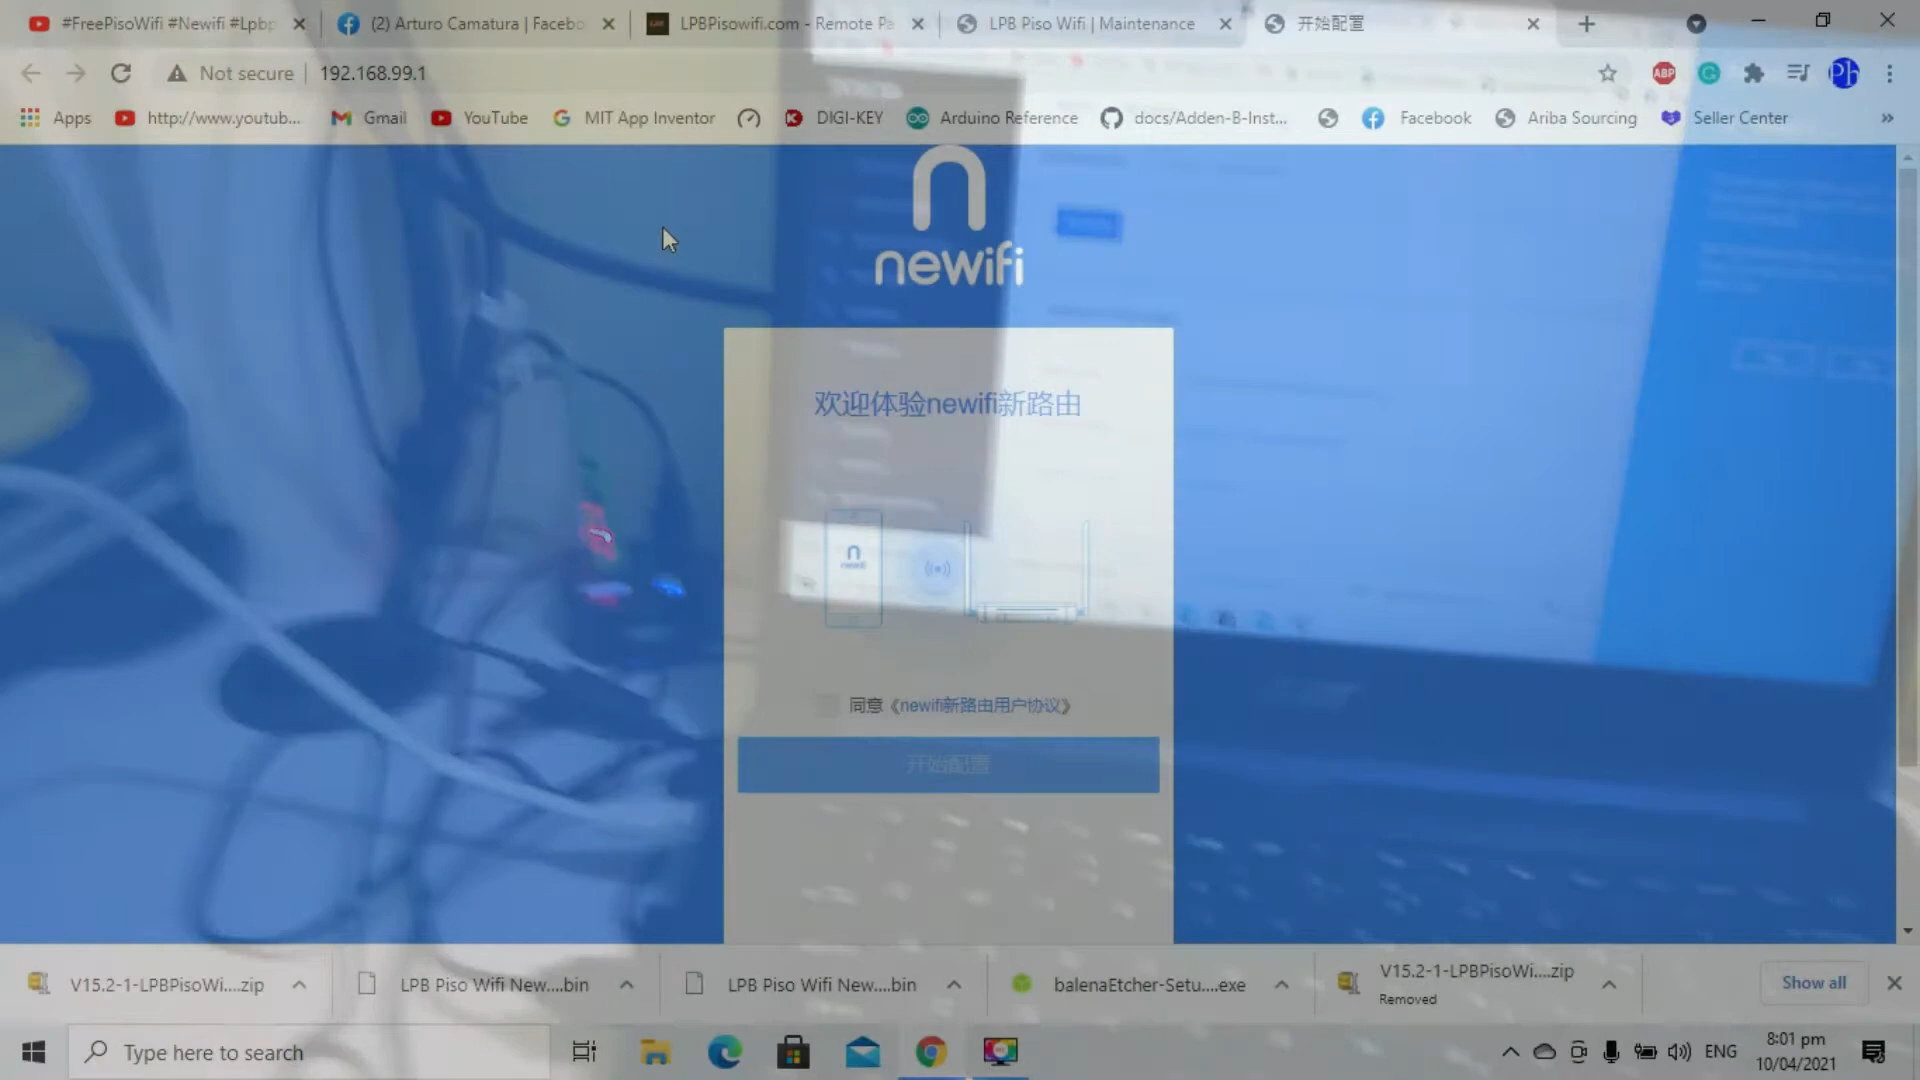 #FreePisoWifi #Newifi #Lpbp
(2) Arturo Camatura | Facebo
LPBPisowifi.com - Remote Pa
LPB Piso Wifi | Maintenance
开始配置
Not secure
192.168.99.1
ABP
Ph
Apps
http://www.youtub...
Gmail
YouTube
MIT App Inventor
DIGI-KEY
Arduino Reference
docs/Adden-B-Inst...
Facebook
Ariba Sourcing
Seller Center
»
newifi
欢迎体验newifi新路由
n
newifi
同意《newifi新路由用户协议》
开始配置
V15.2-1-LPBPisoWi....zip
LPB Piso Wifi New....bin
LPB Piso Wifi New....bin
balenaEtcher-Setu....exe
V15.2-1-LPBPisoWi....zip
Removed
Show all
Type here to search
ENG
8:01 pm
10/04/2021